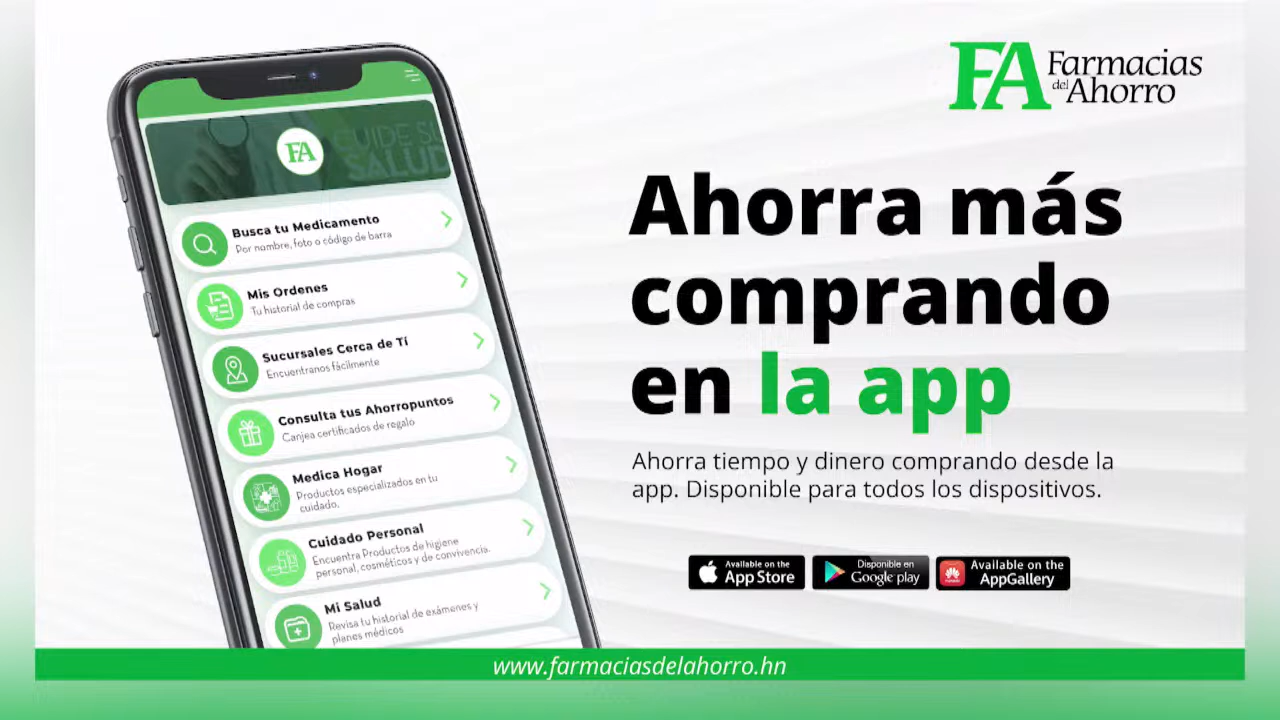 FA
CUIDE SU
SALUD
Busca tu Medicamento
Por nombre, foto o código de barra
Mis Ordenes
Tu historial de compras
Sucursales Cerca de Tí
Encuentranos fácilmente
Consulta tus Ahorropuntos
Canjea certificados de regalo
Medica Hogar
Productos especializados en tu
cuidado.
Cuidado Personal
Encuentra Productos de higiene
personal, cosméticos y de convivencia.
Mi Salud
Revisa tu historial de exámenes y
planes médicos
FA Farmacias
del Ahorro
Ahorra más
comprando
en la app
Ahorra tiempo y dinero comprando desde la
app. Disponible para todos los dispositivos.
Available on the
App Store
Disponible en
Google play
Available on the
AppGallery
www.farmaciasdelahorro.hn